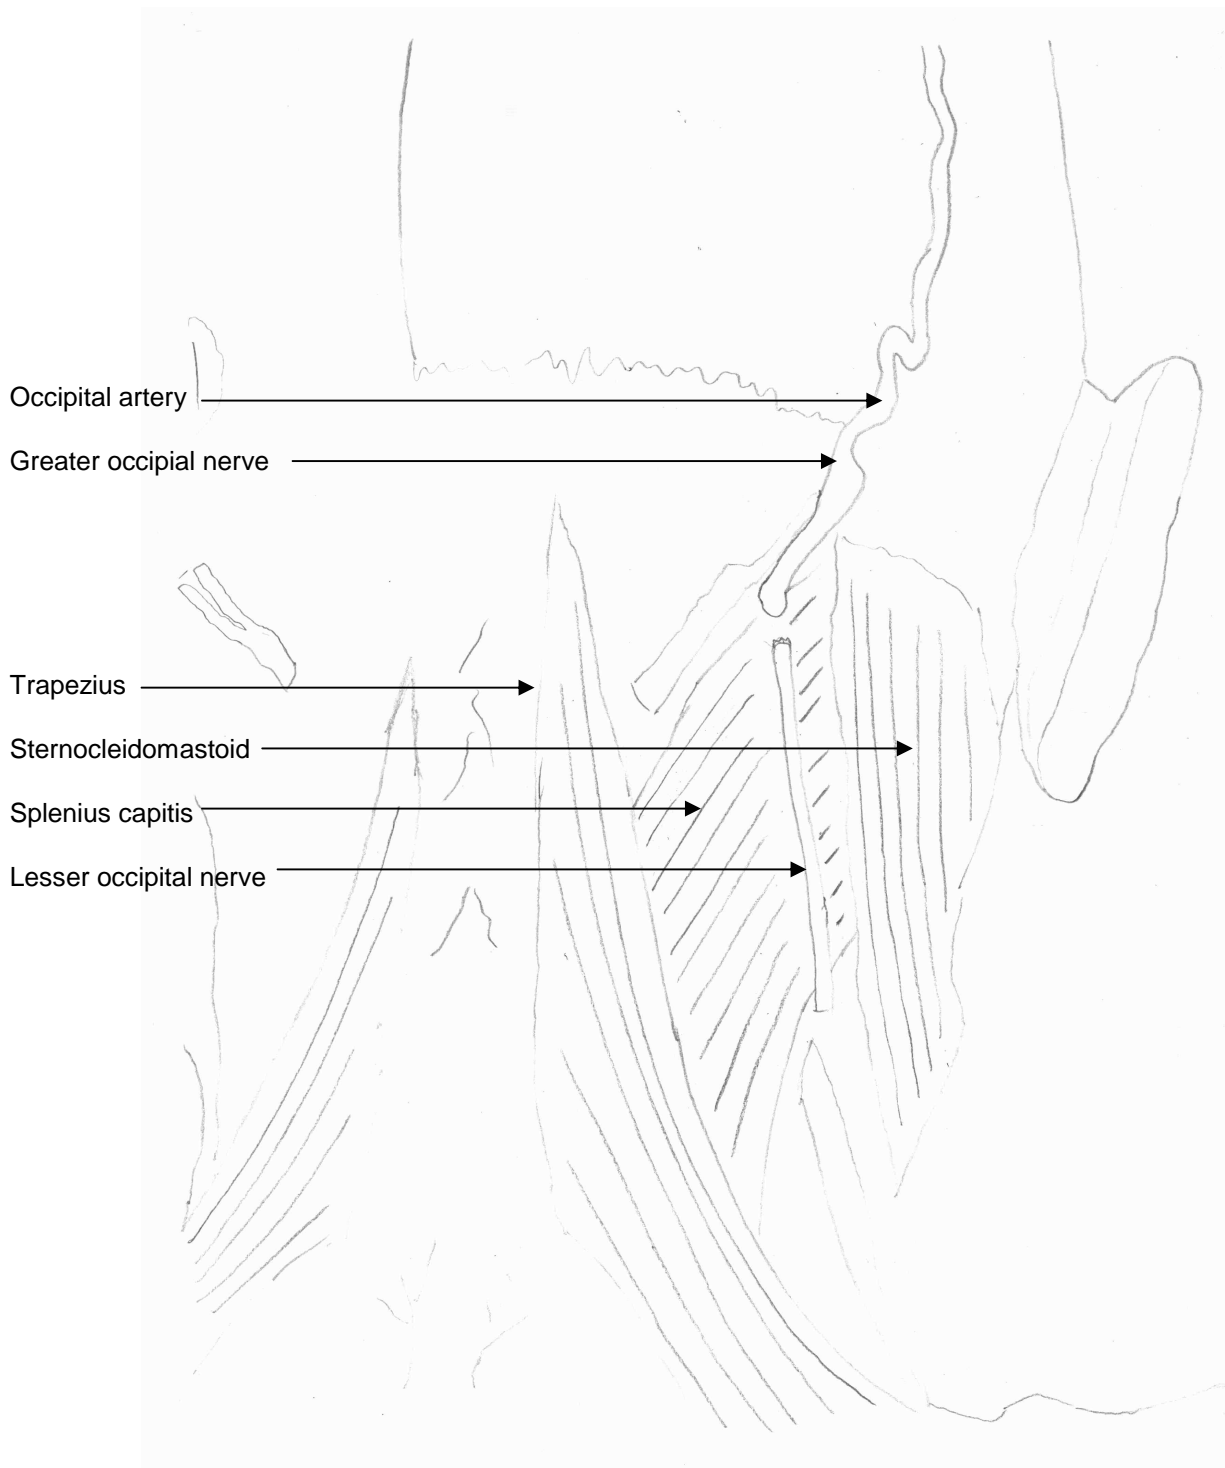 Occipital artery
Greater occipial nerve
Trapezius
Sternocleidomastoid
Splenius capitis
Lesser occipital nerve